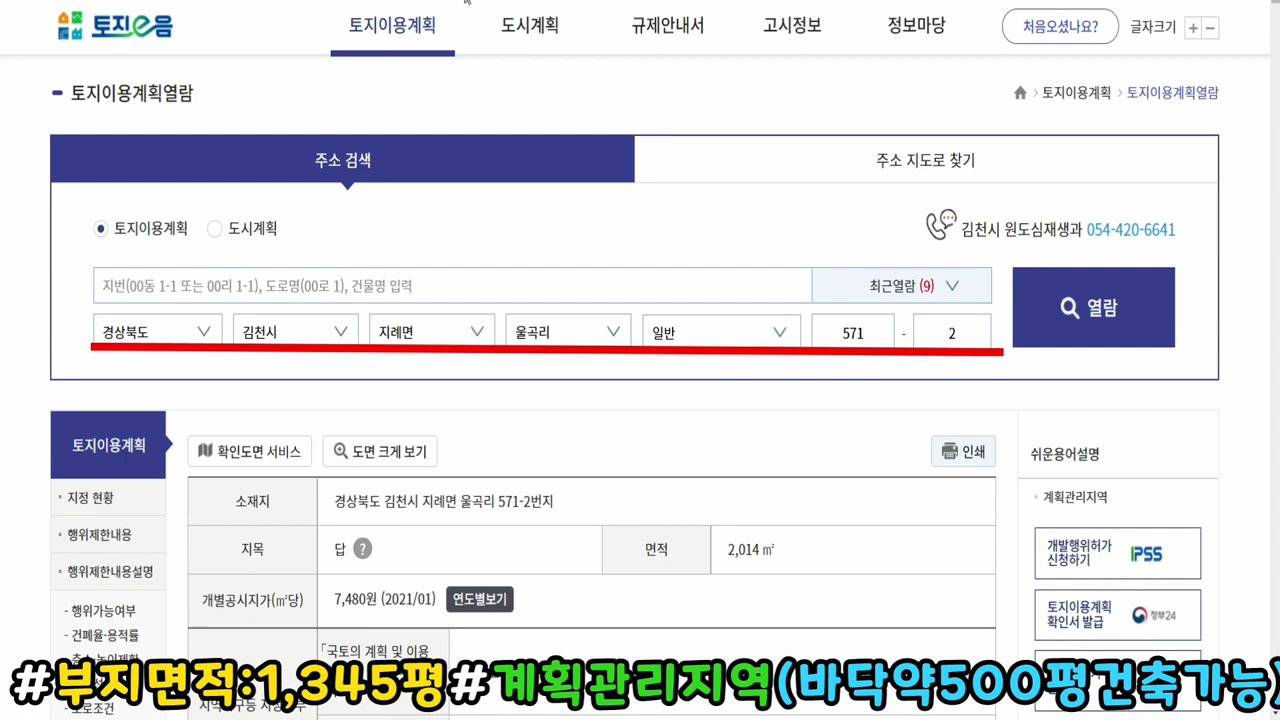 토지e음
토지이용계획 도시계획 규제안내서 고시정보 정보마당 처음오셨나요? 글자크기 + −
토지이용계획열람
토지이용계획 > 토지이용계획열람
주소 검색 주소 지도로 찾기
토지이용계획 도시계획
김천시 원도심재생과 054-420-6641
지번(00동 1-1 또는 00리 1-1), 도로명(00로 1), 건물명 입력 최근열람 (9)
경상북도 김천시 지례면 울곡리 일반 571 - 2
열람
토지이용계획
· 지정 현황
· 행위제한내용
· 행위제한내용설명
- 행위가능여부
- 건폐율·용적률
- 도로조건
확인도면 서비스 도면 크게 보기 인쇄
소재지 경상북도 김천시 지례면 울곡리 571-2번지
지목 답 ? 면적 2,014 ㎡
개별공시지가(㎡당) 7,480원 (2021/01) 연도별보기
「국토의 계획 및 이용
쉬운용어설명
· 계획관리지역
개발행위허가
신청하기 IPSS
토지이용계획
확인서 발급 정부24
#부지면적:1,345평#계획관리지역(바닥약500평건축가능)